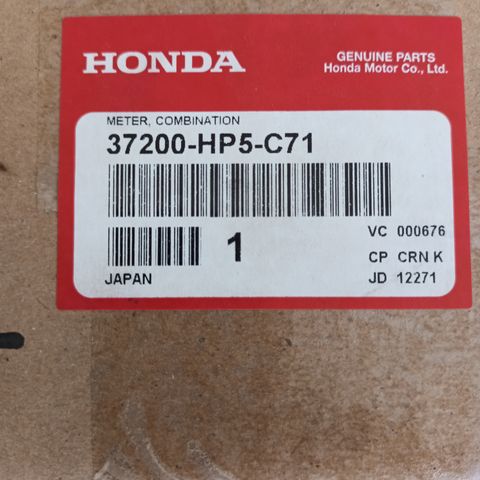 HONDA
GENUINE PARTS
Honda Motor Co., Ltd.
METER, COMBINATION
37200-HP5-C71
1
VC 000676
CP CRN K
JD 12271
JAPAN